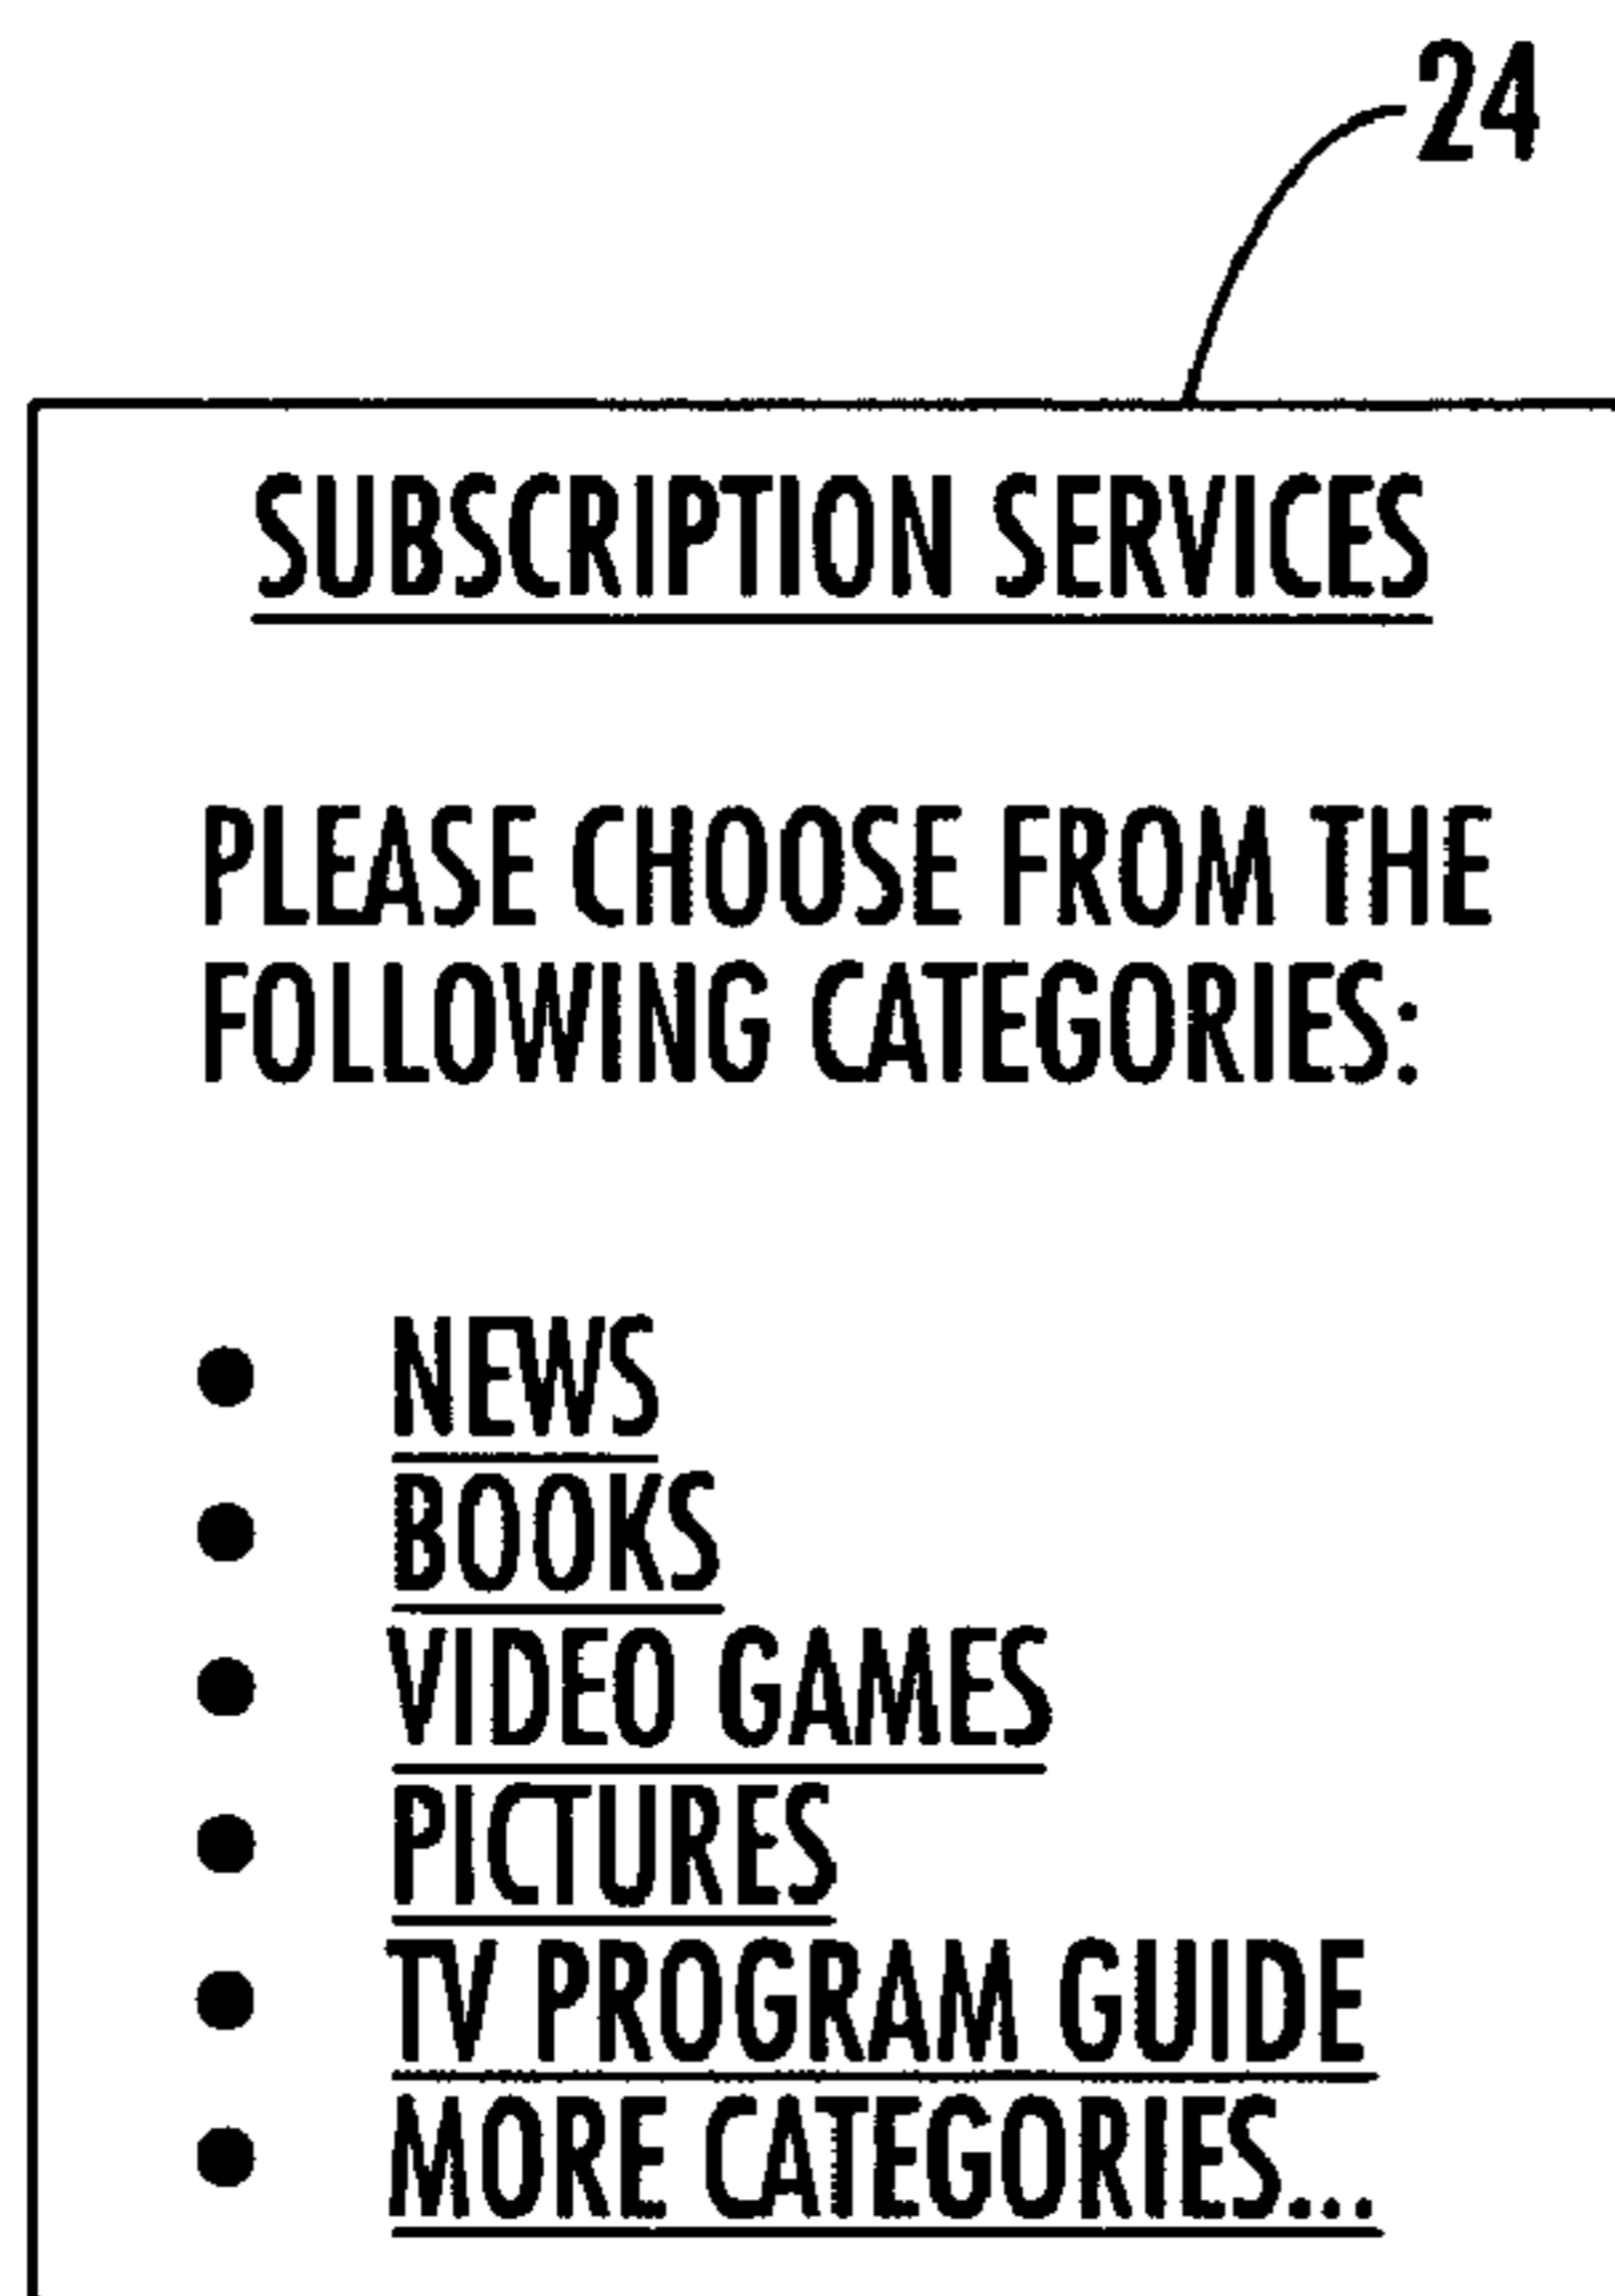 24
SUBSCRIPTION SERVICES
PLEASE CHOOSE FROM THE
FOLLOWING CATEGORIES:
• NEWS
• BOOKS
• VIDEO GAMES
• PICTURES
• TV PROGRAM GUIDE
• MORE CATEGORIES...